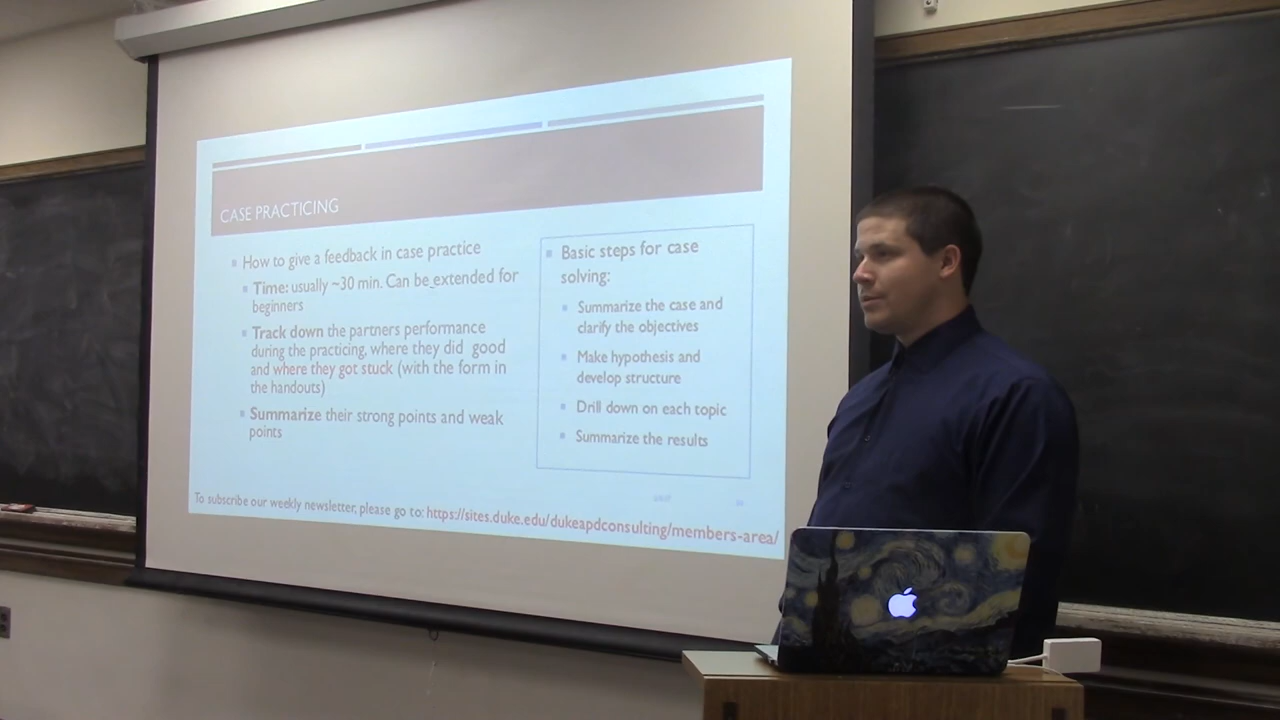 CASE PRACTICING
How to give a feedback in case practice
Time: usually ~30 min. Can be extended for
beginners
Track down the partners performance
during the practicing, where they did good
and where they got stuck (with the form in
the handouts)
Summarize their strong points and weak
points
Basic steps for case
solving:
Summarize the case and
clarify the objectives
Make hypothesis and
develop structure
Drill down on each topic
Summarize the results
To subscribe our weekly newsletter, please go to: https://sites.duke.edu/dukeapdconsulting/members-area/